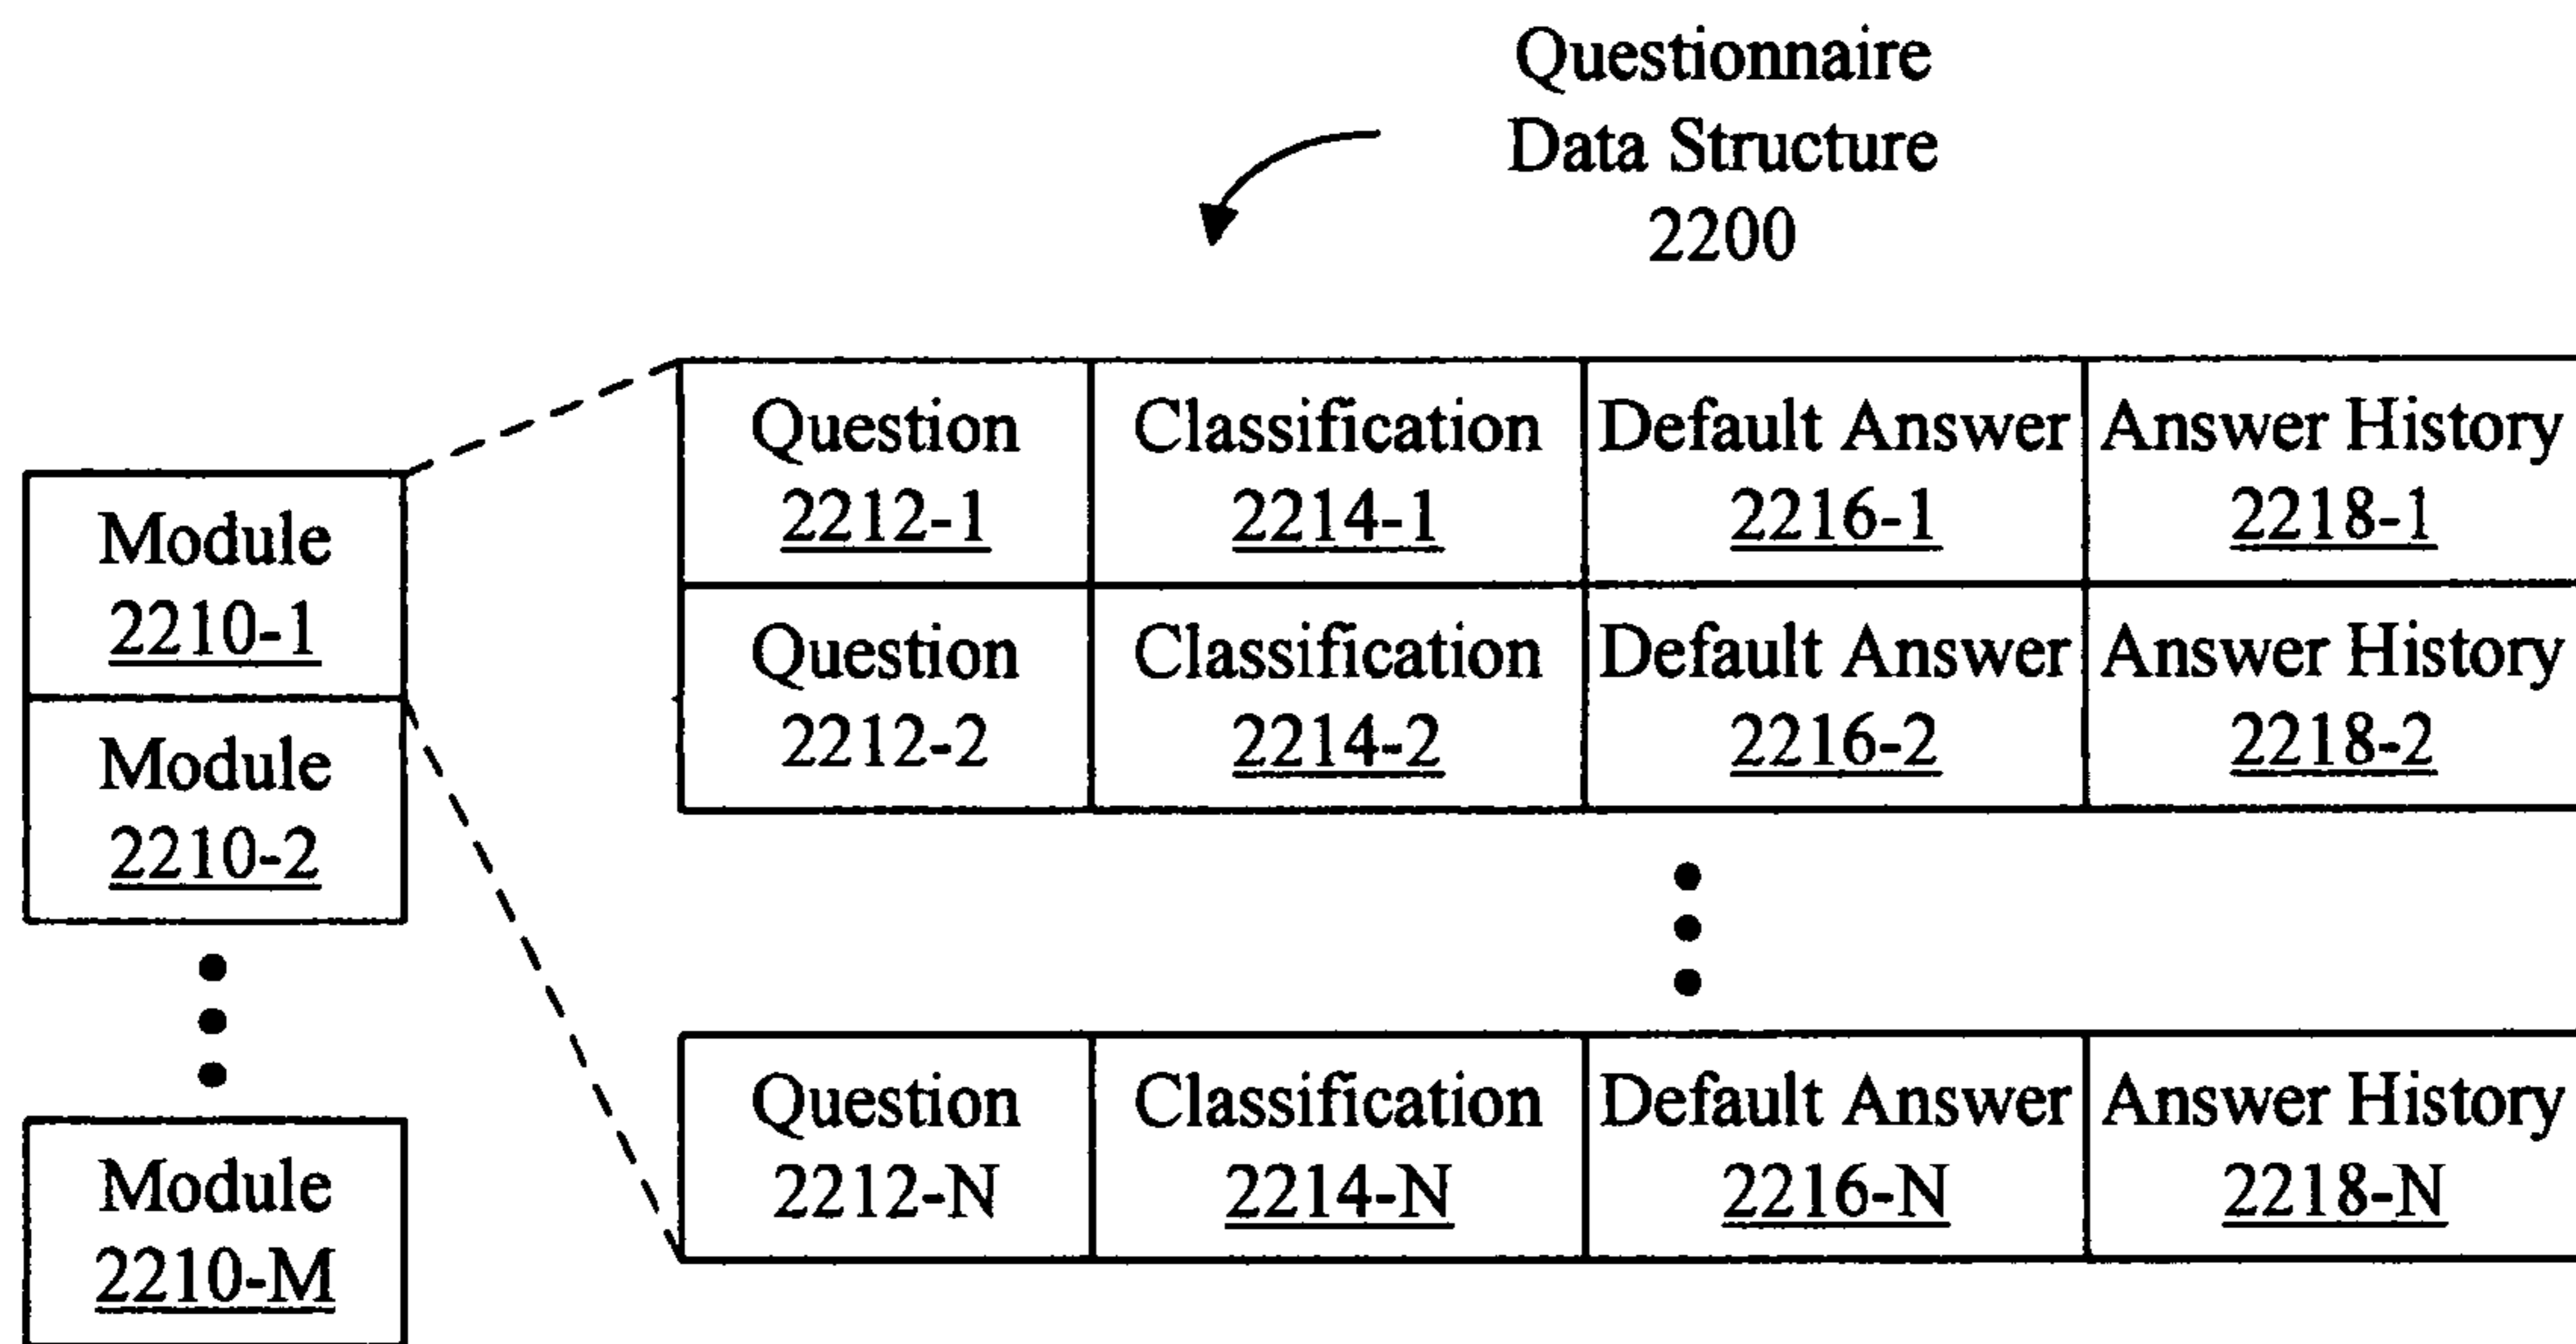 Questionnaire
Data Structure
2200
Module
2210-1
Module
2210-2
Module
2210-M
Question
2212-1
Classification
2214-1
Default Answer
2216-1
Answer History
2218-1
Question
2212-2
Classification
2214-2
Default Answer
2216-2
Answer History
2218-2
Question
2212-N
Classification
2214-N
Default Answer
2216-N
Answer History
2218-N